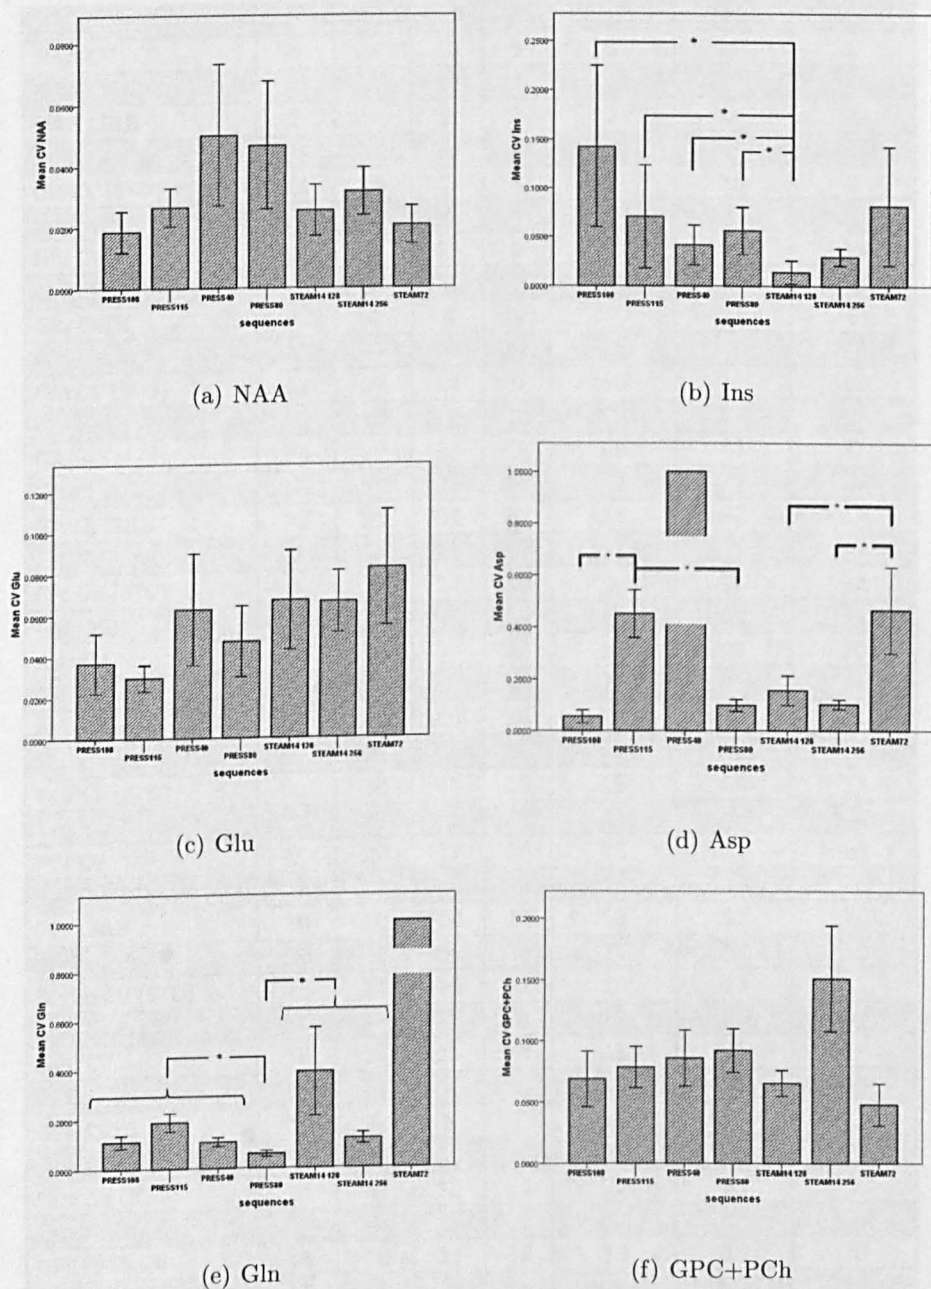 Mean CV NAA
0.0800
0.0600
0.0400
0.0200
0.0000
PRESS108 PRESS115 PRESS40 PRESS80 STEAM14 128 STEAM14 256 STEAM72
sequences
(a) NAA
Mean CV Ins
0.2500
0.2000
0.1500
0.1000
0.0500
0.0000
* * * *
PRESS108 PRESS115 PRESS40 PRESS80 STEAM14 128 STEAM14 256 STEAM72
sequences
(b) Ins
Mean CV Glu
0.1200
0.1000
0.0800
0.0600
0.0400
0.0200
0.0000
PRESS108 PRESS115 PRESS40 PRESS80 STEAM14 128 STEAM14 256 STEAM72
sequences
(c) Glu
Mean CV Asp
1.0000
0.8000
0.6000
0.4000
0.2000
0.0000
* * * *
PRESS108 PRESS115 PRESS40 PRESS80 STEAM14 128 STEAM14 256 STEAM72
sequences
(d) Asp
Mean CV Gln
1.0000
0.8000
0.6000
0.4000
0.2000
0.0000
* *
PRESS108 PRESS115 PRESS40 PRESS80 STEAM14 128 STEAM14 256 STEAM72
sequences
(e) Gln
Mean CV GPC+PCh
0.2000
0.1500
0.1000
0.0500
0.0000
PRESS108 PRESS115 PRESS40 PRESS80 STEAM14 128 STEAM14 256 STEAM72
sequences
(f) GPC+PCh